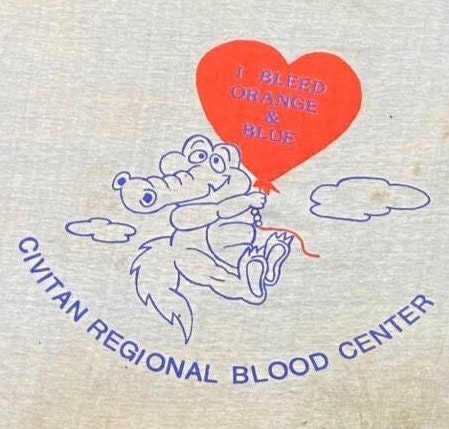 I BLEED
ORANGE
&
BLUE
CIVITAN REGIONAL BLOOD CENTER